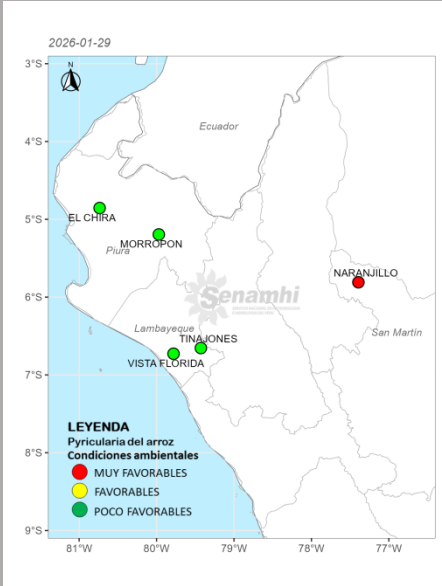 2026-01-29
3°S
N
Ecuador
4°S
5°S
EL CHIRA
MORROPON
Piura
NARANJILLO
6°S
Senamhi
Lambayeque
TINAJONES
San Martín
VISTA FLORIDA
7°S
LEYENDA
Pyricularia del arroz
Condiciones ambientales
8°S
MUY FAVORABLES
FAVORABLES
POCO FAVORABLES
9°S
81°W 80°W 79°W 78°W 77°W